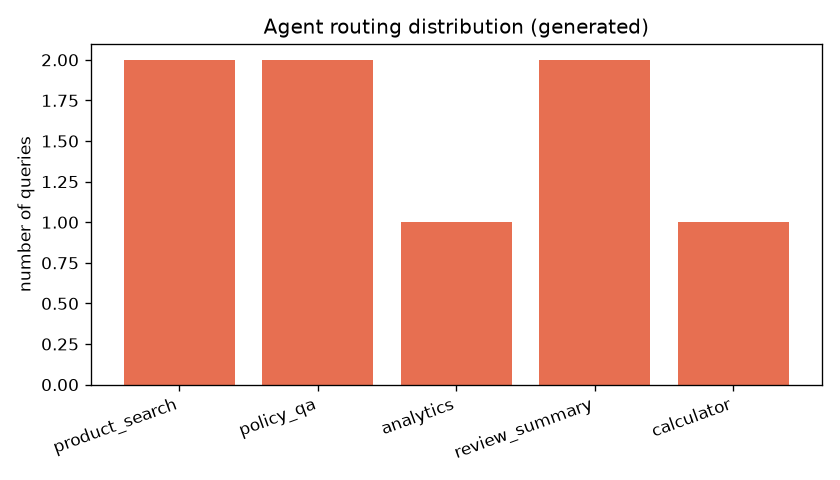 Agent routing distribution (generated)
number of queries
2.00
1.75
1.50
1.25
1.00
0.75
0.50
0.25
0.00
product_search
policy_qa
analytics
review_summary
calculator